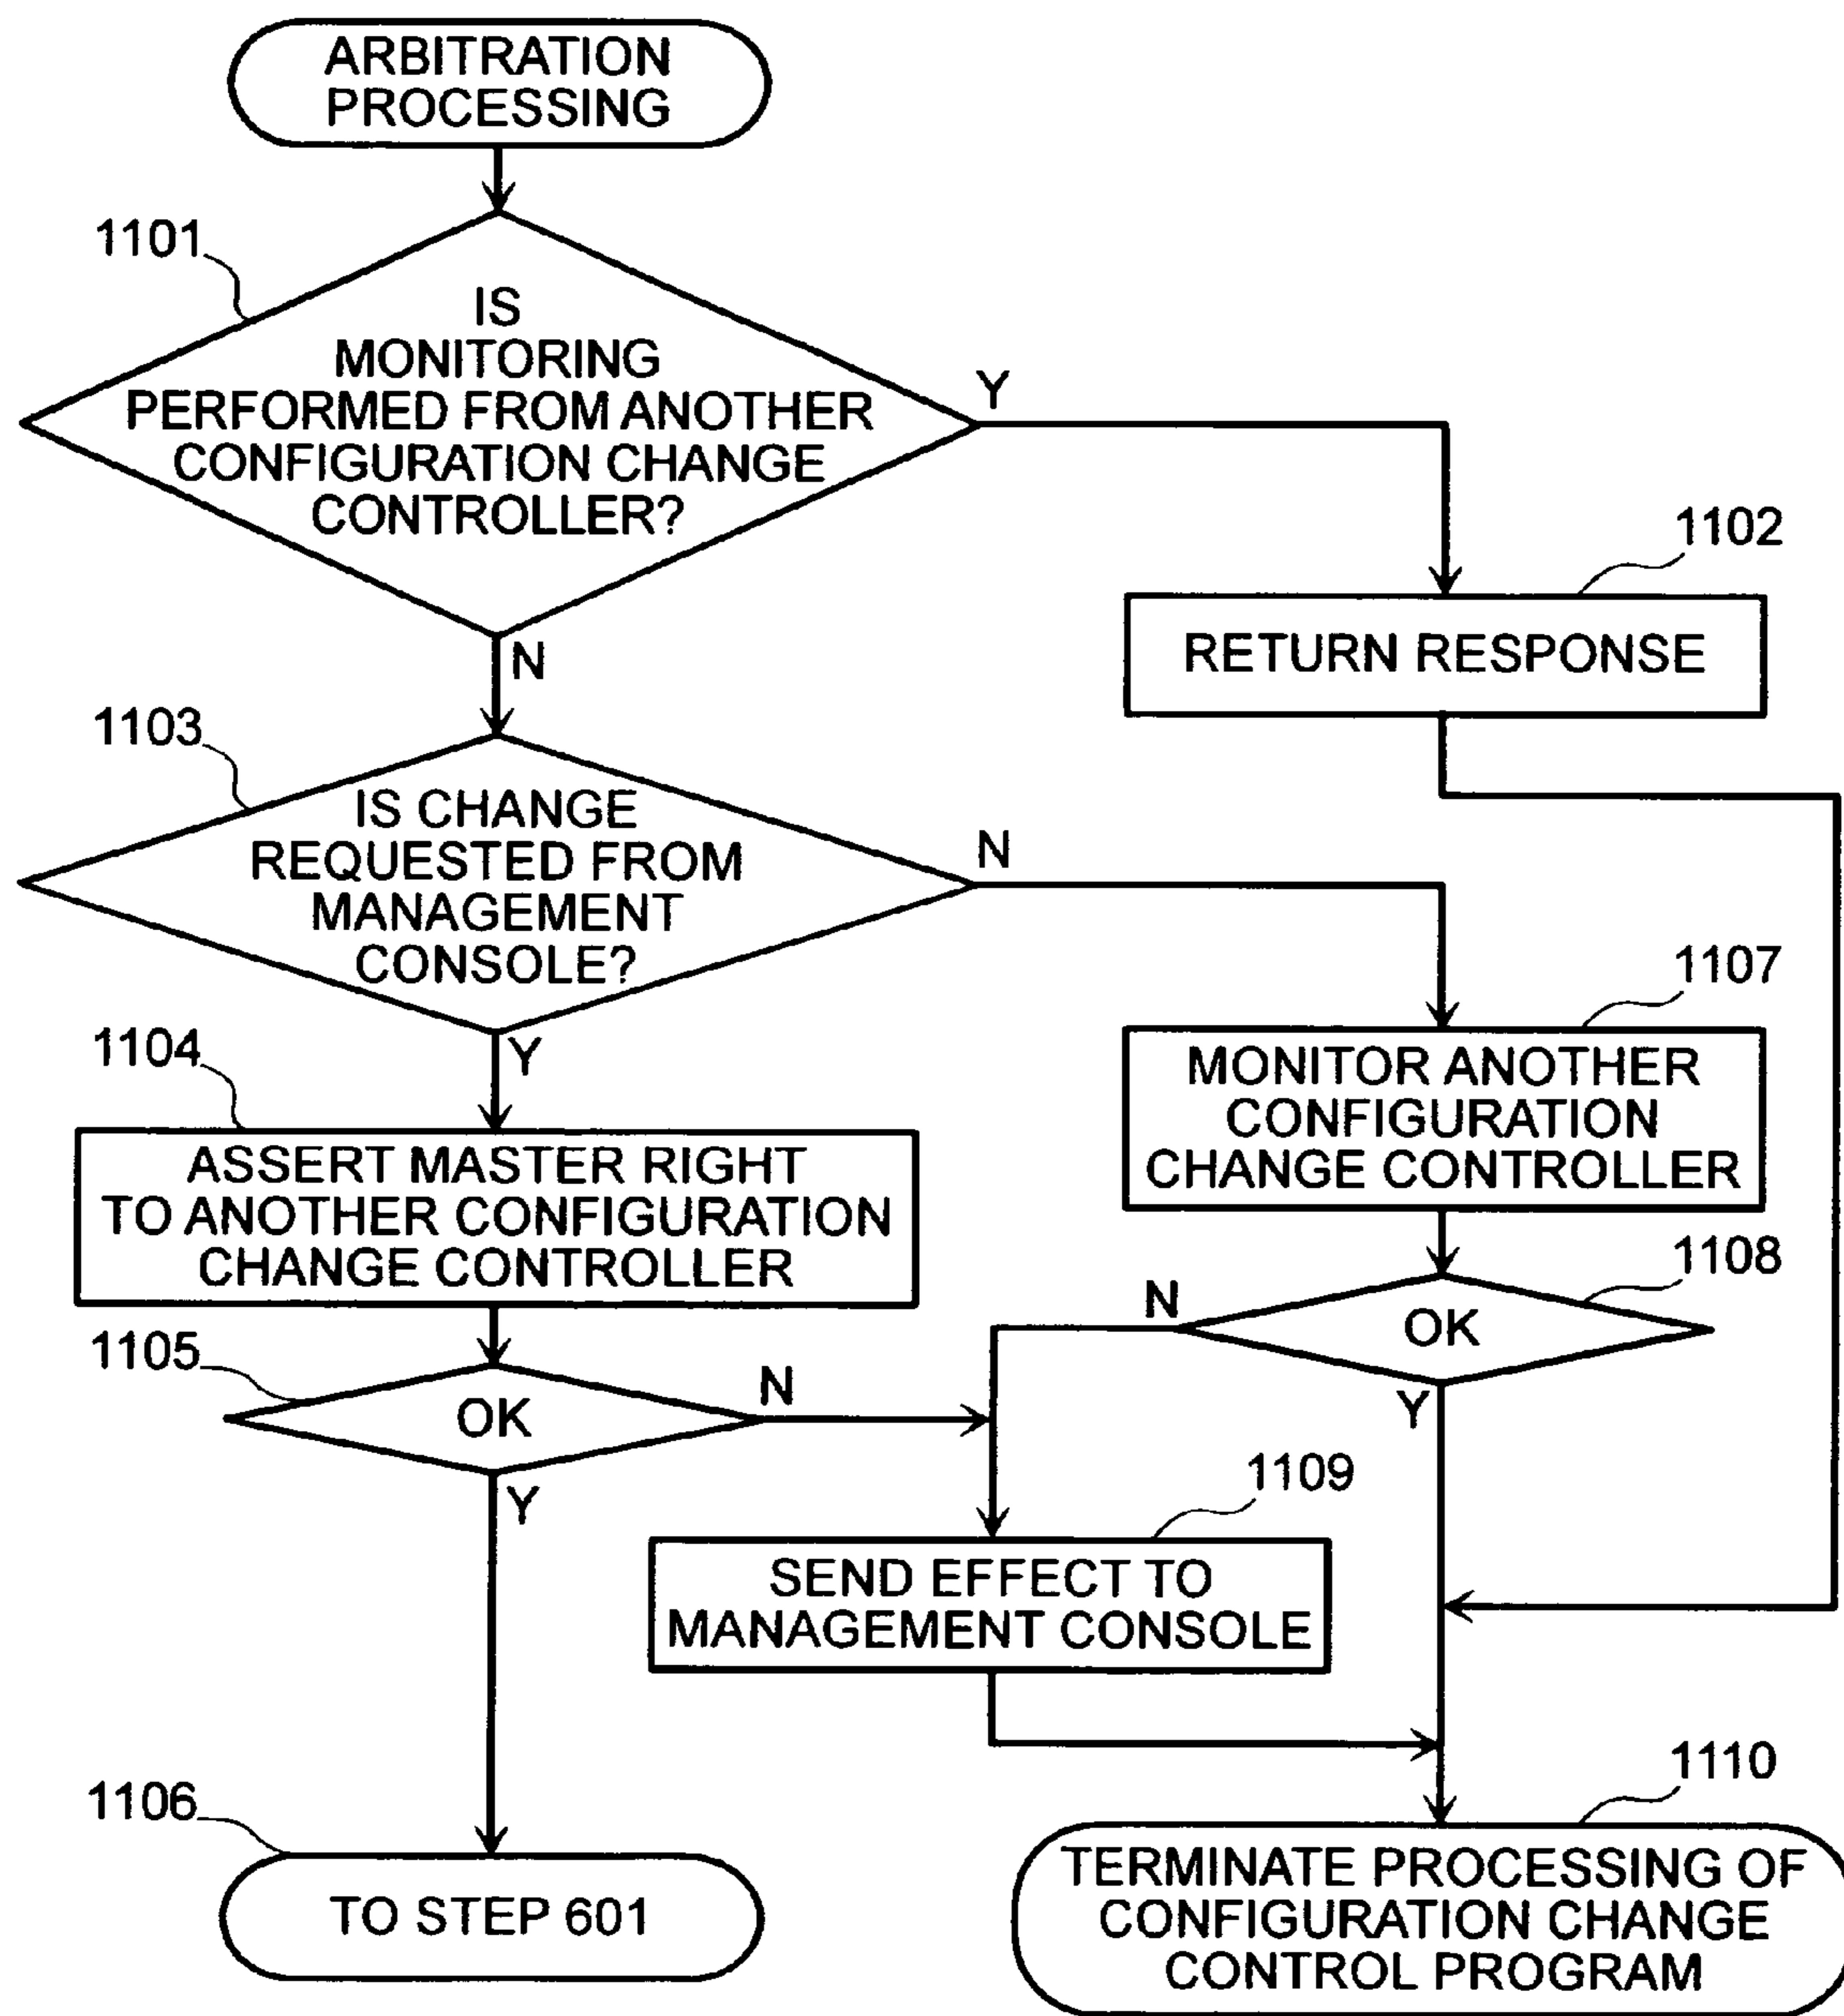 ARBITRATION
PROCESSING
1101
IS
MONITORING
PERFORMED FROM ANOTHER
CONFIGURATION CHANGE
CONTROLLER?
Y
N
1102
RETURN RESPONSE
1103
IS CHANGE
REQUESTED FROM
MANAGEMENT
CONSOLE?
N
Y
1107
MONITOR ANOTHER
CONFIGURATION
CHANGE CONTROLLER
1104
ASSERT MASTER RIGHT
TO ANOTHER CONFIGURATION
CHANGE CONTROLLER
1108
OK
N
Y
1105
OK
N
Y
1109
SEND EFFECT TO
MANAGEMENT CONSOLE
1106
TO STEP 601
1110
TERMINATE PROCESSING OF
CONFIGURATION CHANGE
CONTROL PROGRAM